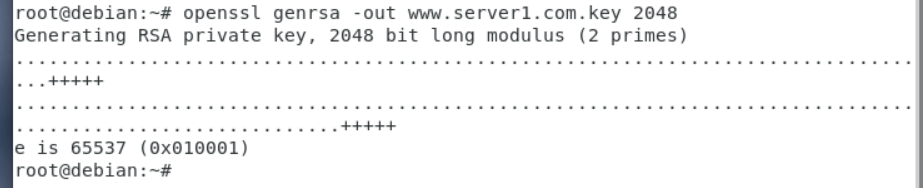 root@debian:~# openssl genrsa -out www.server1.com.key 2048
Generating RSA private key, 2048 bit long modulus (2 primes)
................................................................................
...+++++
................................................................................
.............................+++++
e is 65537 (0x010001)
root@debian:~#